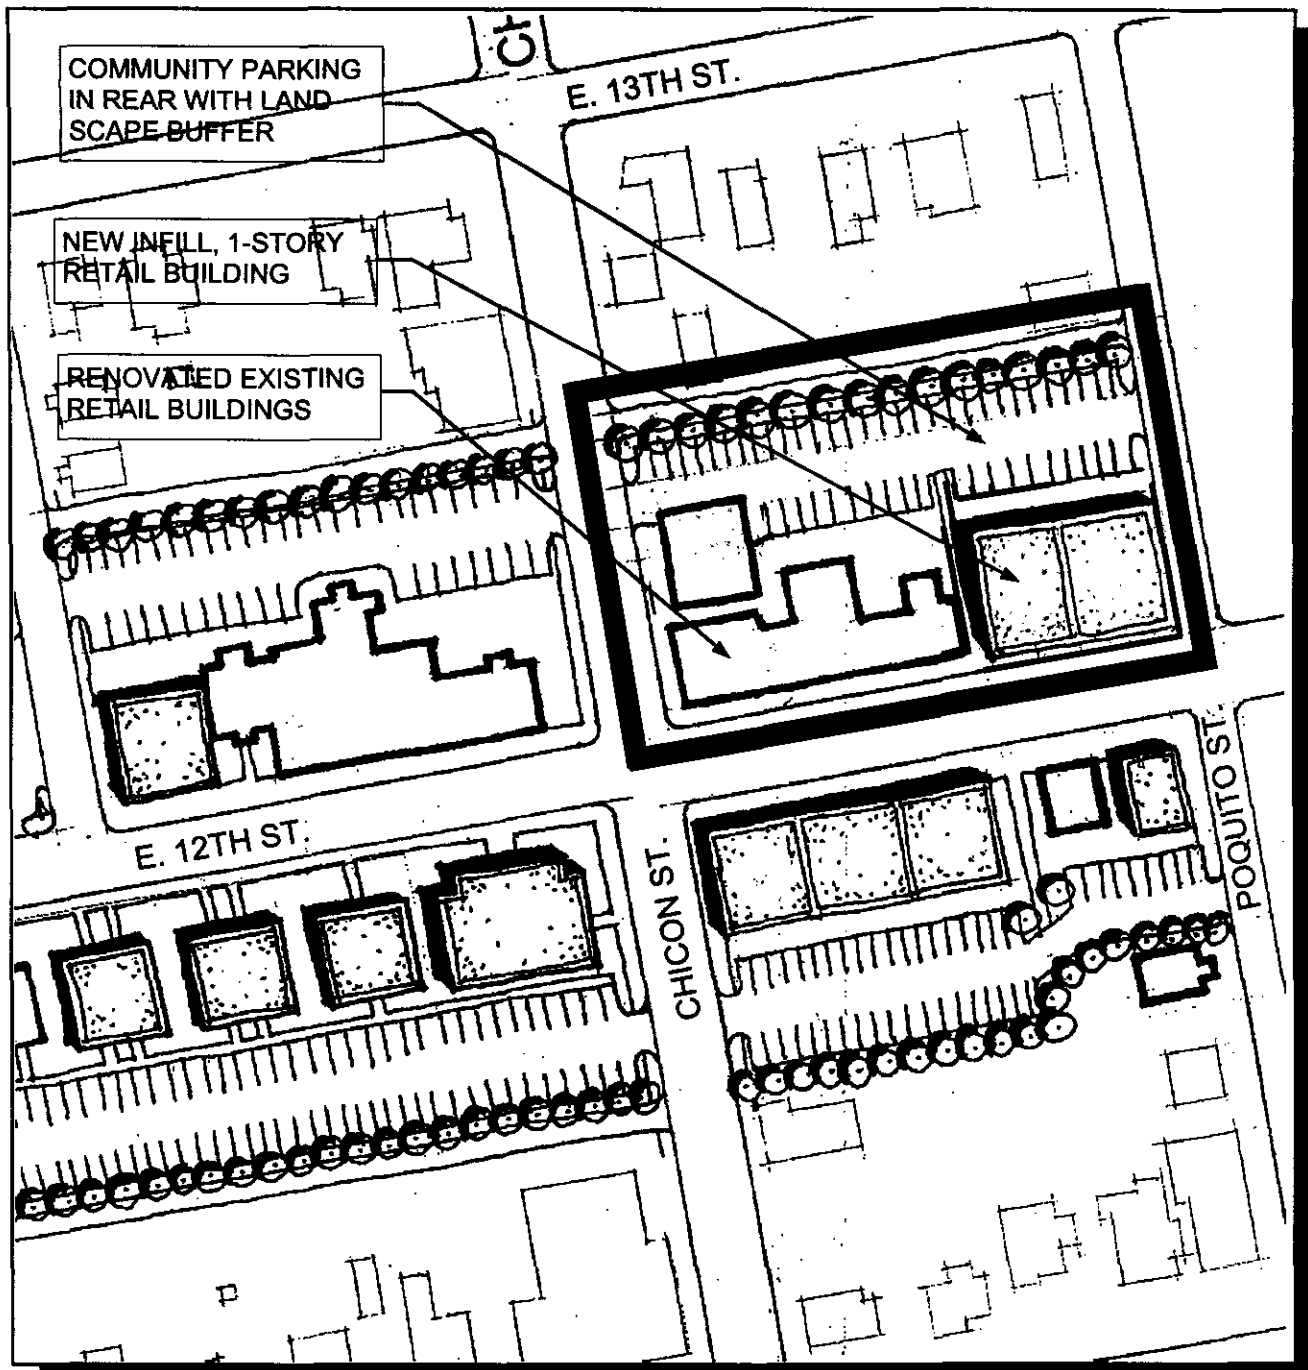 COMMUNITY PARKING
IN REAR WITH LAND
SCAPE BUFFER
E. 13TH ST.
NEW INFILL, 1-STORY
RETAIL BUILDING
RENOVATED EXISTING
RETAIL BUILDINGS
E. 12TH ST.
CHICON ST.
POQUITO ST.